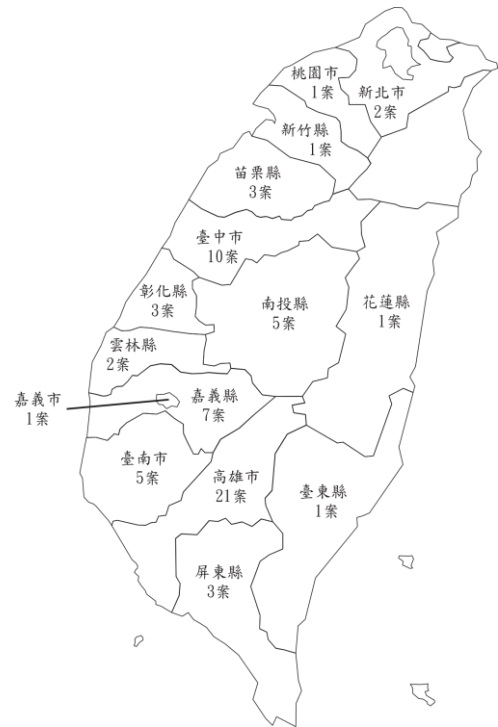 桃園市
1案
新北市
2案
新竹縣
1案
苗栗縣
3案
臺中市
10案
彰化縣
3案
南投縣
5案
花蓮縣
1案
雲林縣
2案
嘉義市
1案
嘉義縣
7案
臺南市
5案
高雄市
21案
臺東縣
1案
屏東縣
3案